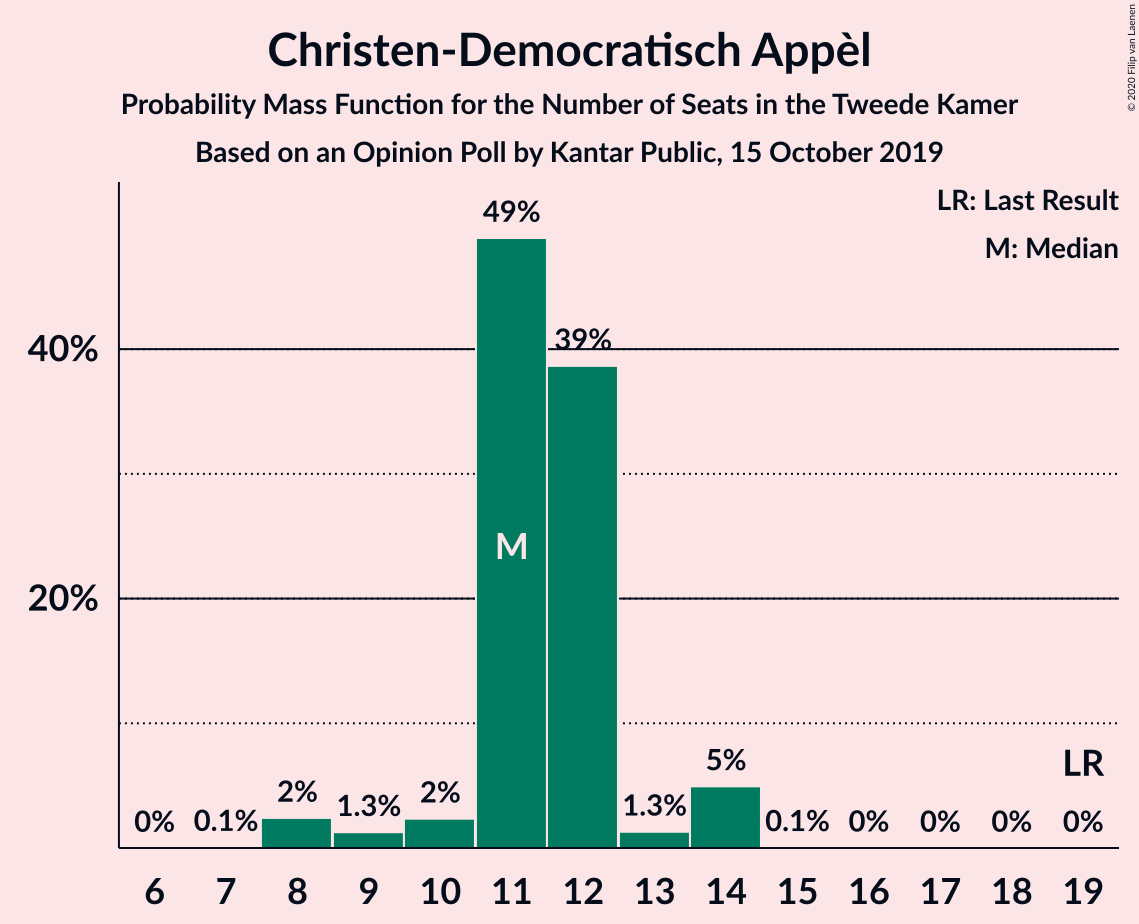 Christen-Democratisch Appèl
Probability Mass Function for the Number of Seats in the Tweede Kamer
Based on an Opinion Poll by Kantar Public, 15 October 2019
© 2020 Filip van Laenen
LR: Last Result
M: Median
49%
39%
40%
M
20%
LR
5%
2%
2%
1.3%
1.3%
0%
0.1%
0.1%
0%
0%
0%
0%
6 7 8 9 10 11 12 13 14 15 16 17 18 19